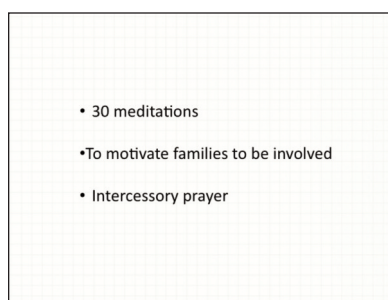 • 30 meditations
•To motivate families to be involved
• Intercessory prayer